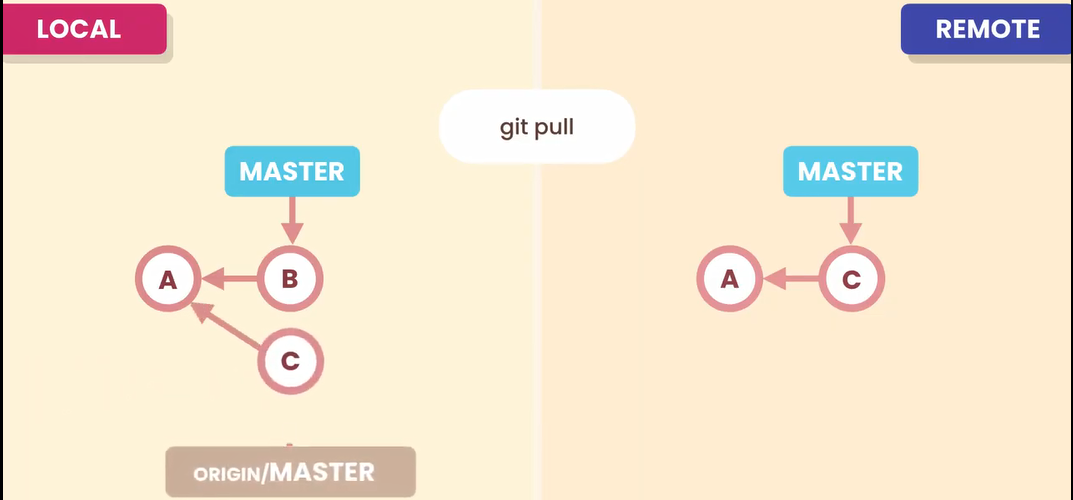 LOCAL
REMOTE
git pull
MASTER
MASTER
A
B
A
C
C
ORIGIN/MASTER